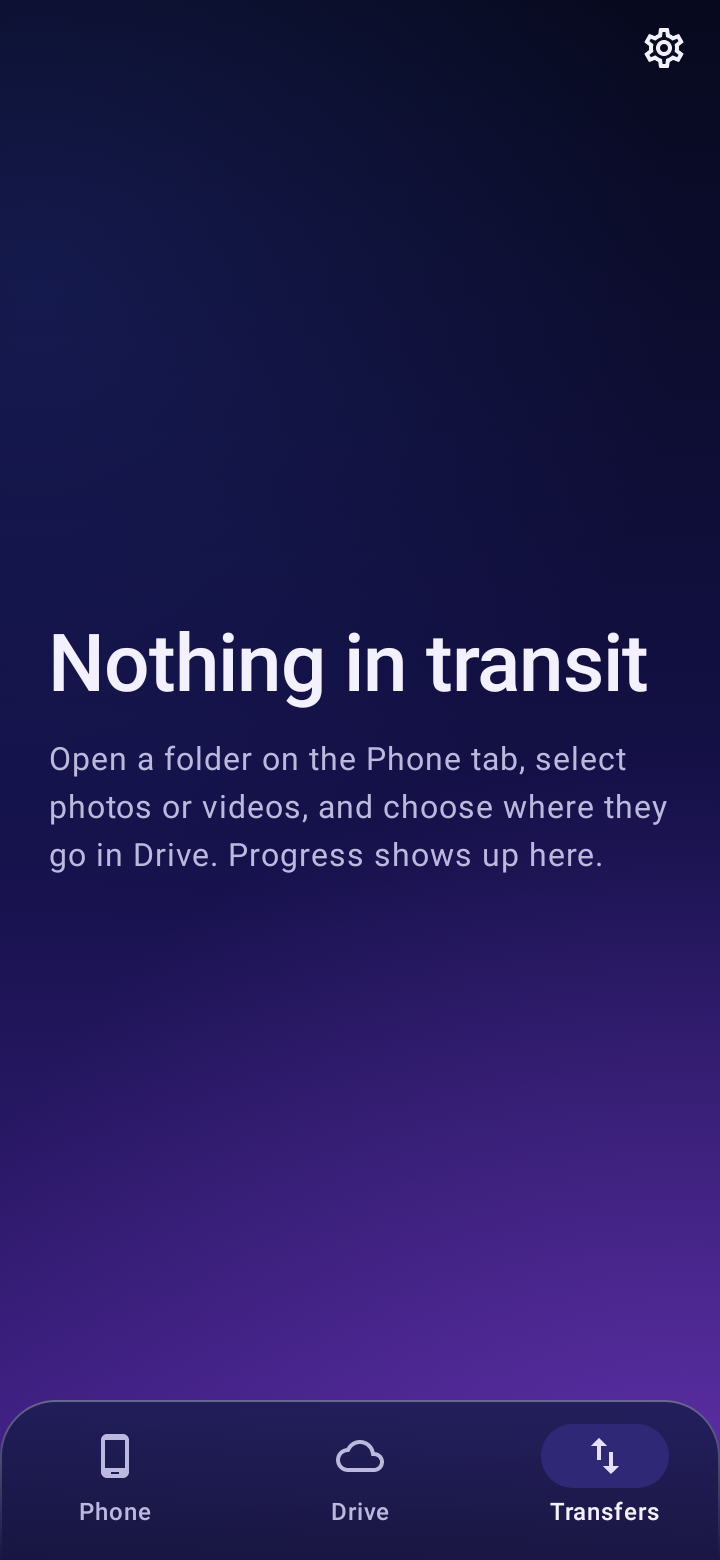 Nothing in transit
Open a folder on the Phone tab, select
photos or videos, and choose where they
go in Drive. Progress shows up here.
Phone
Drive
Transfers